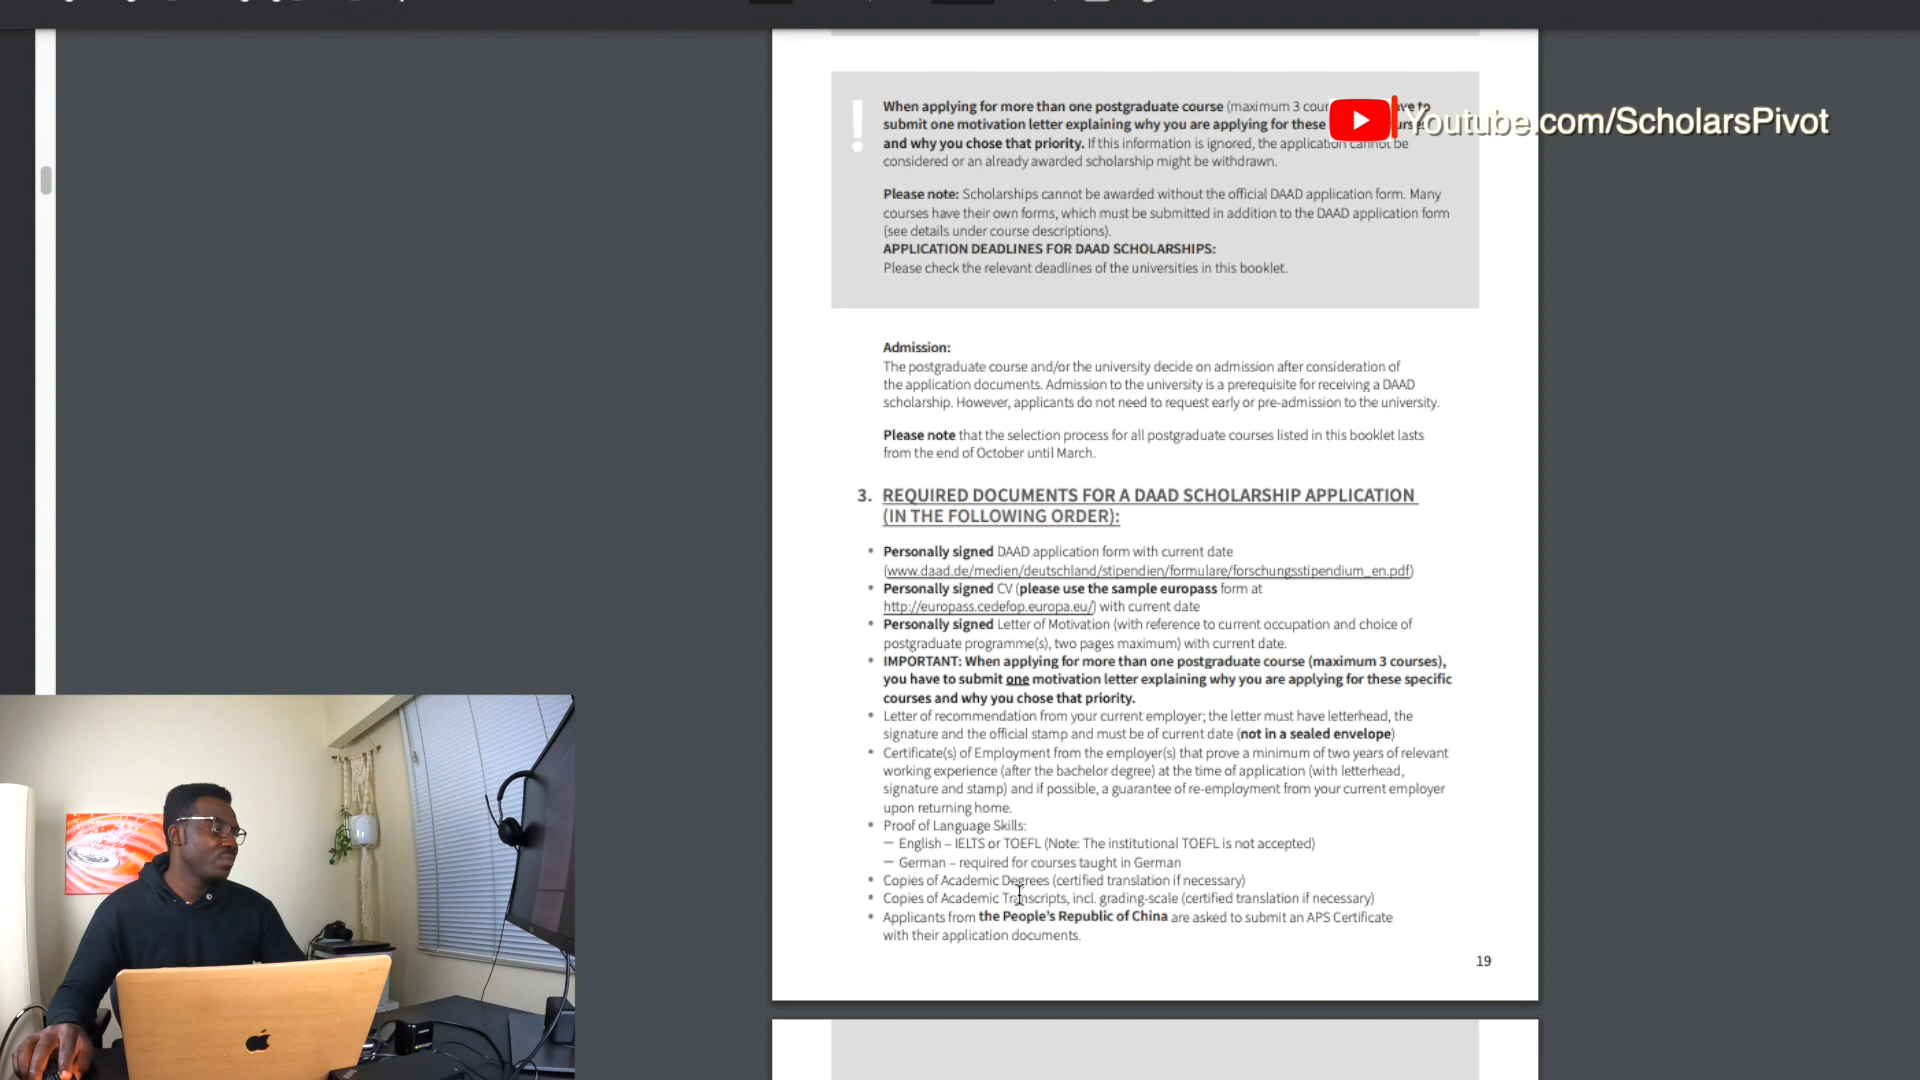 When applying for more than one postgraduate course (maximum 3 cour ve to
submit one motivation letter explaining why you are applying for these
and why you chose that priority. If this information is ignored, the application cannot be
considered or an already awarded scholarship might be withdrawn.
Youtube.com/ScholarsPivot
Please note: Scholarships cannot be awarded without the official DAAD application form. Many
courses have their own forms, which must be submitted in addition to the DAAD application form
(see details under course descriptions).
APPLICATION DEADLINES FOR DAAD SCHOLARSHIPS:
Please check the relevant deadlines of the universities in this booklet.
Admission:
The postgraduate course and/or the university decide on admission after consideration of
the application documents. Admission to the university is a prerequisite for receiving a DAAD
scholarship. However, applicants do not need to request early or pre-admission to the university.
Please note that the selection process for all postgraduate courses listed in this booklet lasts
from the end of October until March.
3. REQUIRED DOCUMENTS FOR A DAAD SCHOLARSHIP APPLICATION
(IN THE FOLLOWING ORDER):
• Personally signed DAAD application form with current date
(www.daad.de/medien/deutschland/stipendien/formulare/forschungsstipendium_en.pdf)
• Personally signed CV (please use the sample europass form at
http://europass.cedefop.europa.eu/) with current date
• Personally signed Letter of Motivation (with reference to current occupation and choice of
postgraduate programme(s), two pages maximum) with current date.
• IMPORTANT: When applying for more than one postgraduate course (maximum 3 courses),
you have to submit one motivation letter explaining why you are applying for these specific
courses and why you chose that priority.
• Letter of recommendation from your current employer; the letter must have letterhead, the
signature and the official stamp and must be of current date (not in a sealed envelope)
• Certificate(s) of Employment from the employer(s) that prove a minimum of two years of relevant
working experience (after the bachelor degree) at the time of application (with letterhead,
signature and stamp) and if possible, a guarantee of re-employment from your current employer
upon returning home.
• Proof of Language Skills:
— English – IELTS or TOEFL (Note: The institutional TOEFL is not accepted)
— German – required for courses taught in German
• Copies of Academic Degrees (certified translation if necessary)
• Copies of Academic Transcripts, incl. grading-scale (certified translation if necessary)
• Applicants from the People's Republic of China are asked to submit an APS Certificate
with their application documents.
19